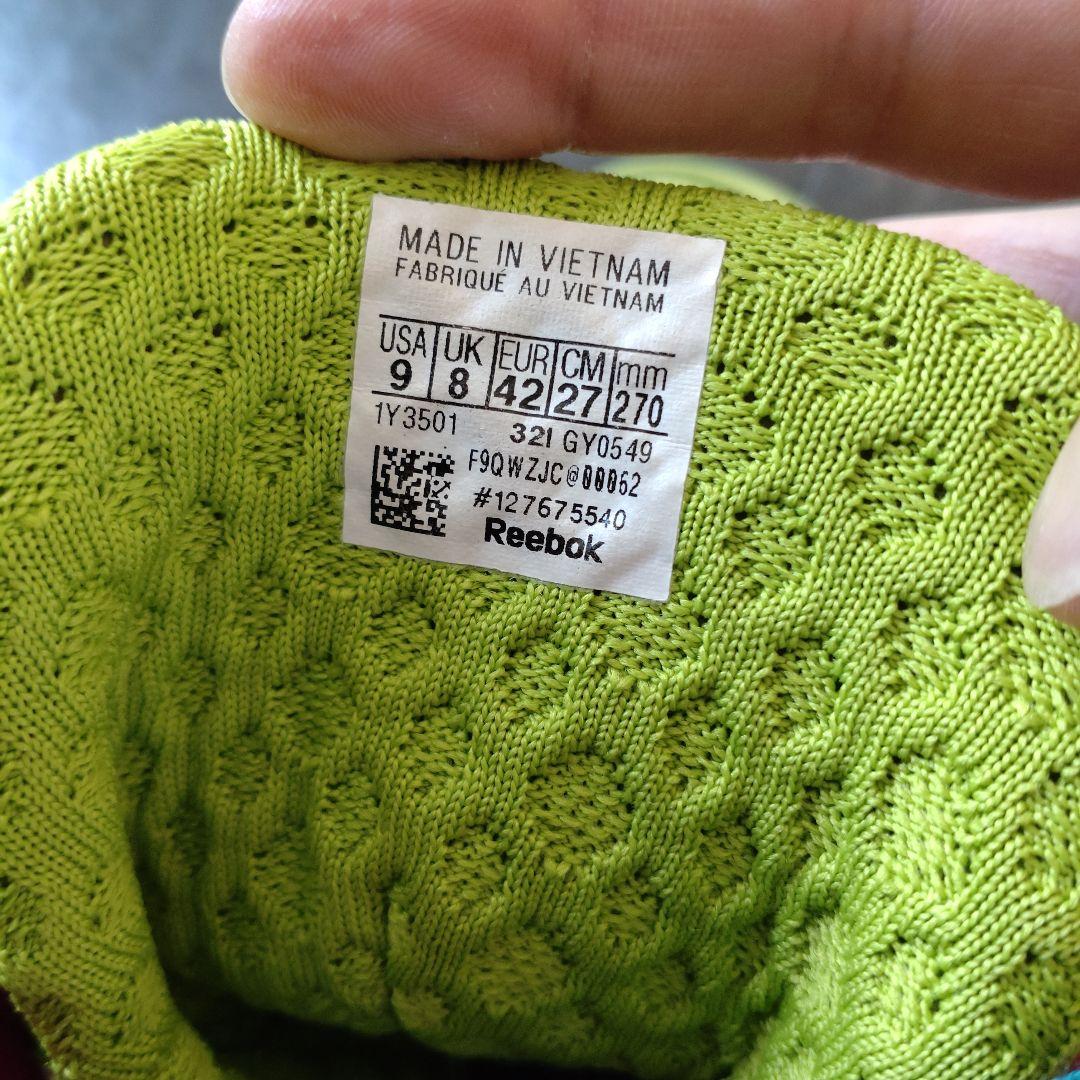 MADE IN VIETNAM
FABRIQUÉ AU VIETNAM
USA UK EUR CM mm
9 8 42 27 270
1Y3501 32I GY0549
F9QWZJC@00062
#127675540
Reebok